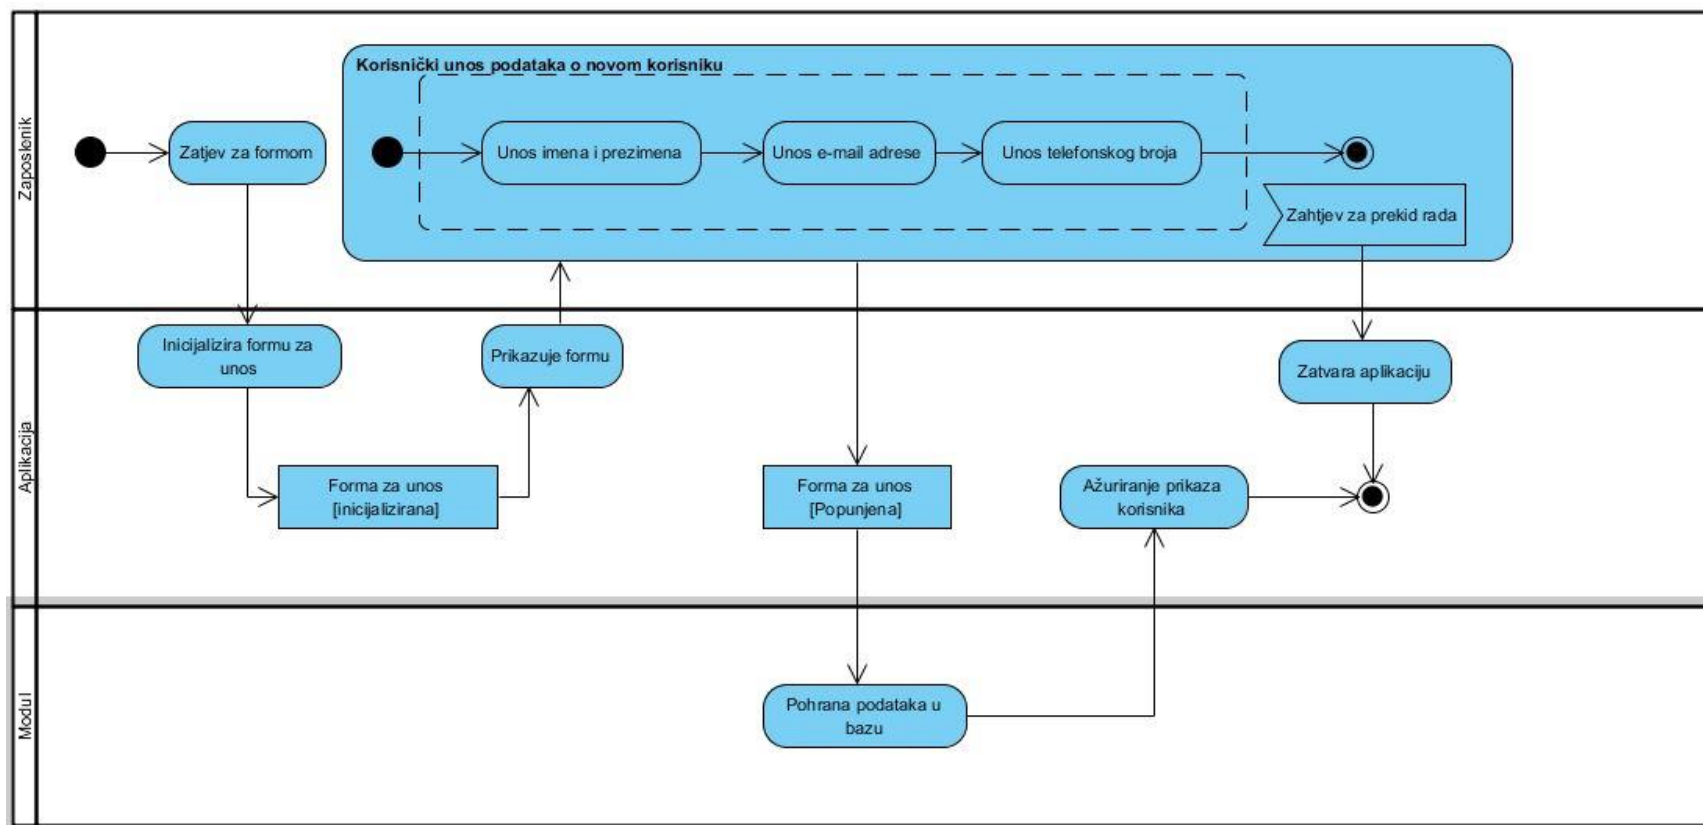 Zaposlenik
Korisnički unos podataka o novom korisniku
Zatjev za formom
Unos imena i prezimena
Unos e-mail adrese
Unos telefonskog broja
Zahtjev za prekid rada
Aplikacija
Inicijalizira formu za
unos
Prikazuje formu
Zatvara aplikaciju
Forma za unos
[inicijalizirana]
Forma za unos
[Popunjena]
Ažuriranje prikaza
korisnika
Modul
Pohrana podataka u
bazu